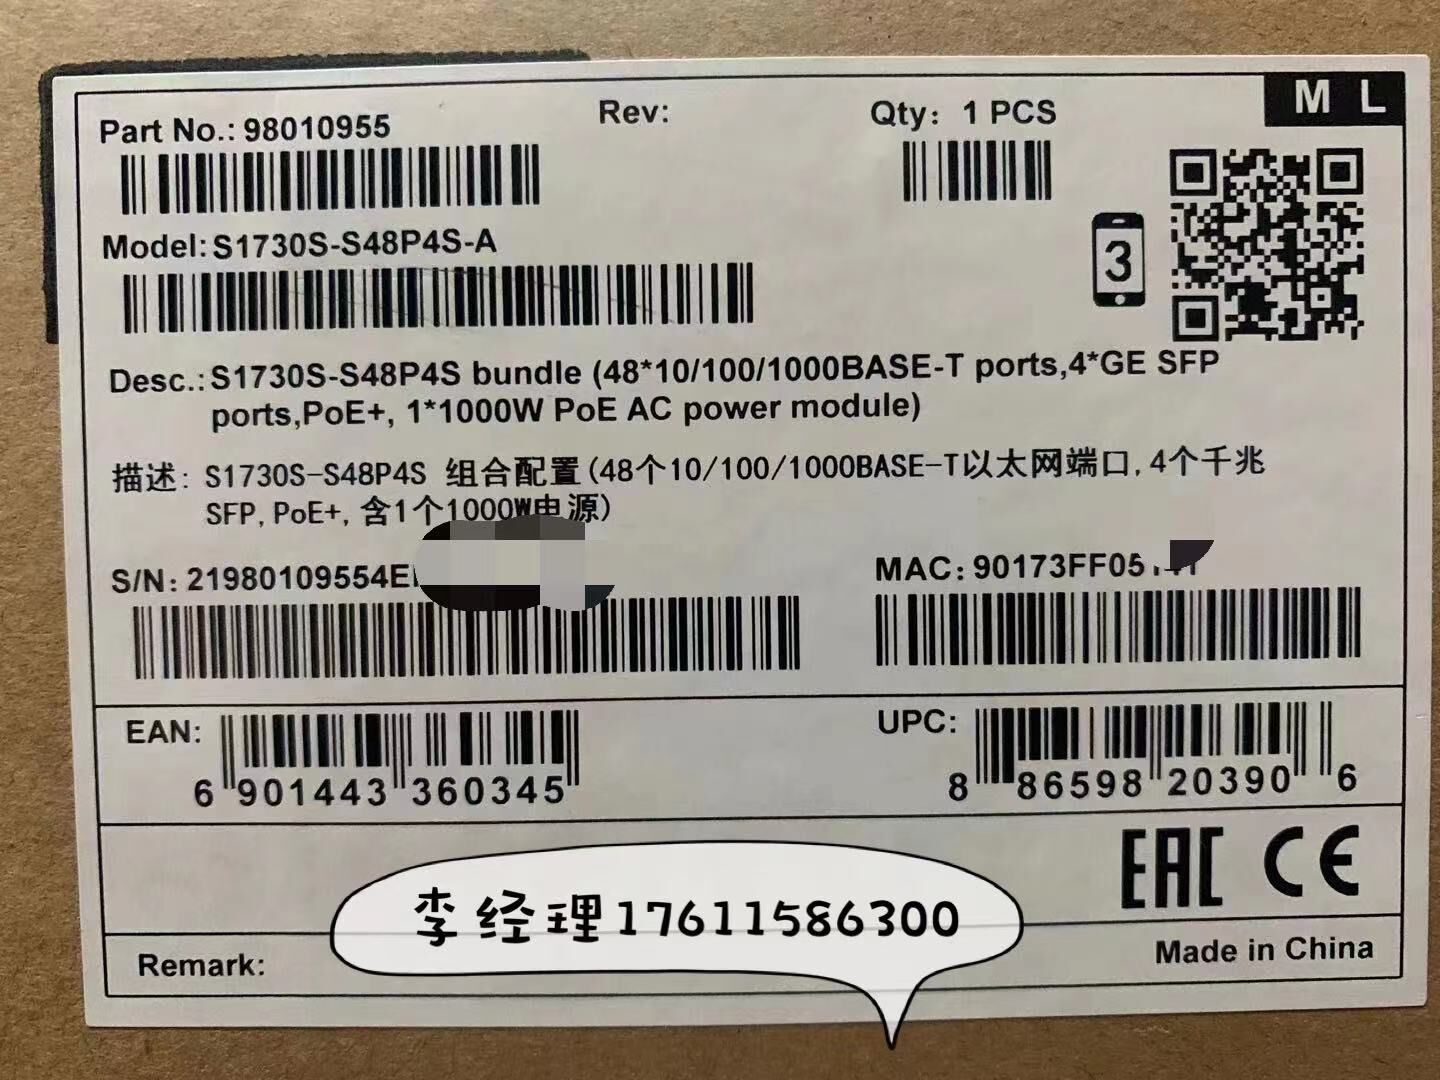 M L
Part No.: 98010955
Rev:
Qty: 1 PCS
Model: S1730S-S48P4S-A
3
Desc.: S1730S-S48P4S bundle (48*10/100/1000BASE-T ports,4*GE SFP
ports,PoE+, 1*1000W PoE AC power module)
描述: S1730S-S48P4S 组合配置(48个10/100/1000BASE-T以太网端口,4个千兆
SFP, PoE+, 含1个1000W电源)
S/N: 21980109554E
MAC: 90173FF05
EAN:
6 901443 360345
UPC:
8 86598 20390 6
EAC CE
李经理17611586300
Remark:
Made in China